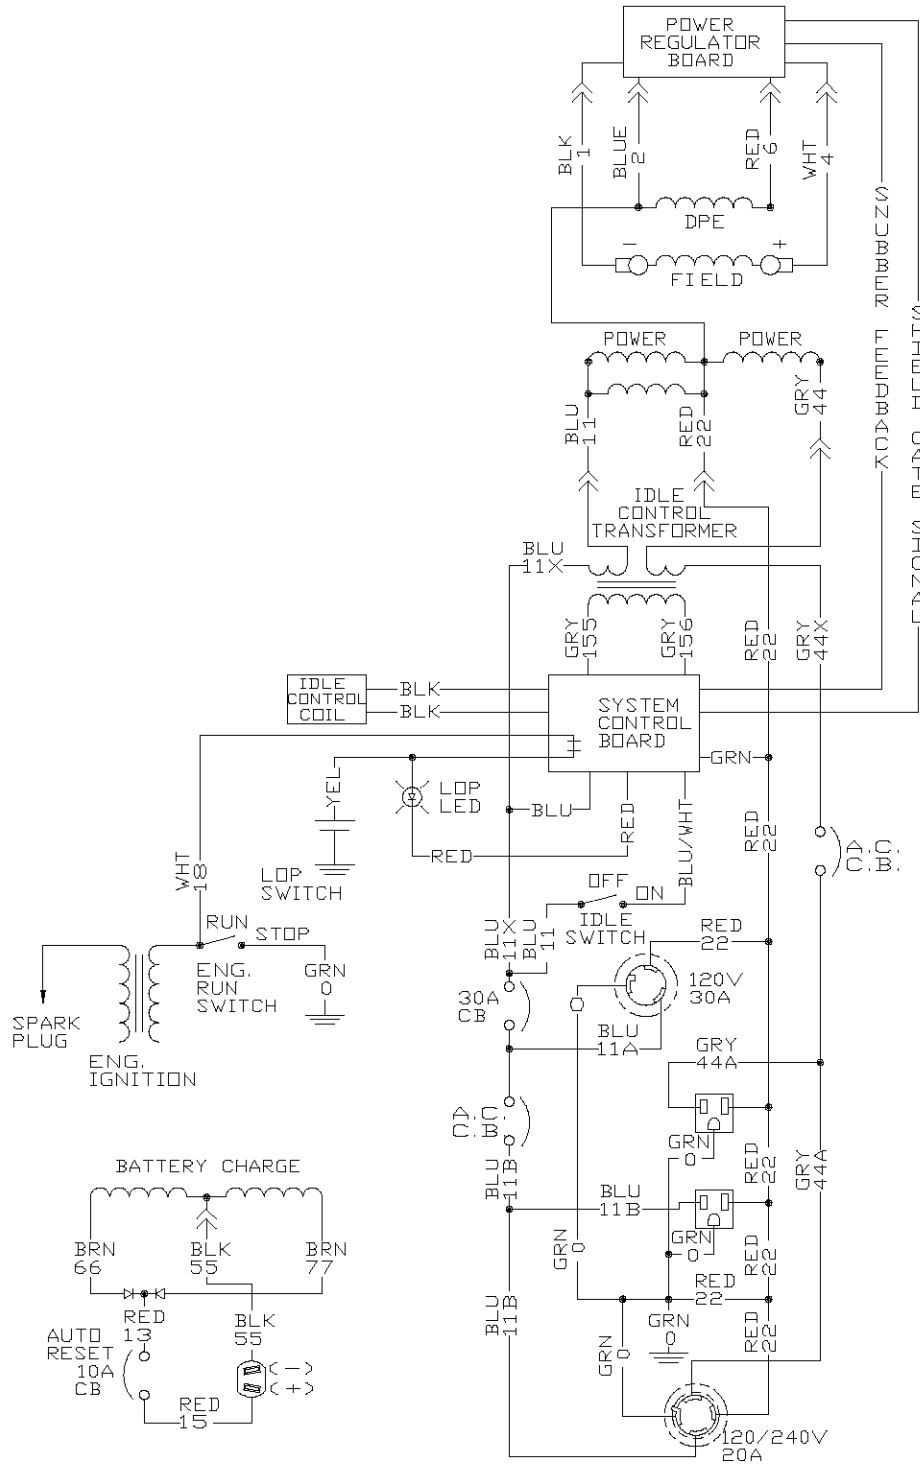 POWER
REGULATOR
BOARD
BLK
1
BLUE
2
RED
6
WHT
4
DPE
-
+
FIELD
SNUBBER FEEDBACK
POWER
POWER
BLU
11
RED
22
GRY
44
IDLE
CONTROL
TRANSFORMER
BLU
11X
GRY
155
GRY
156
RED
22
GRY
44X
IDLE
CONTROL
COIL
BLK
BLK
SYSTEM
CONTROL
BOARD
GRN
YEL
LOP
LED
BLU
RED
BLU/WHT
RED
22
A.C.
C.B.
RED
WHT
18
LOP
SWITCH
OFF
ON
IDLE
SWITCH
RUN
STOP
BLU
11X
BLU
11
RED
22
ENG.
RUN
SWITCH
GRN
0
30A
CB
0
120V
30A
SPARK
PLUG
BLU
11A
GRY
44A
ENG.
IGNITION
A.C.
C.B.
GRN
0
BATTERY CHARGE
BLU
11B
BLU
11B
RED
22
GRY
44A
BRN
66
BLK
55
BRN
77
GRN
0
GRN
0
RED
22
RED
22
BLU
11B
RED
13
BLK
55
GRN
0
RED
22
AUTO
RESET
10A
CB
(-)
(+)
GRN
0
RED
15
120/240V
20A